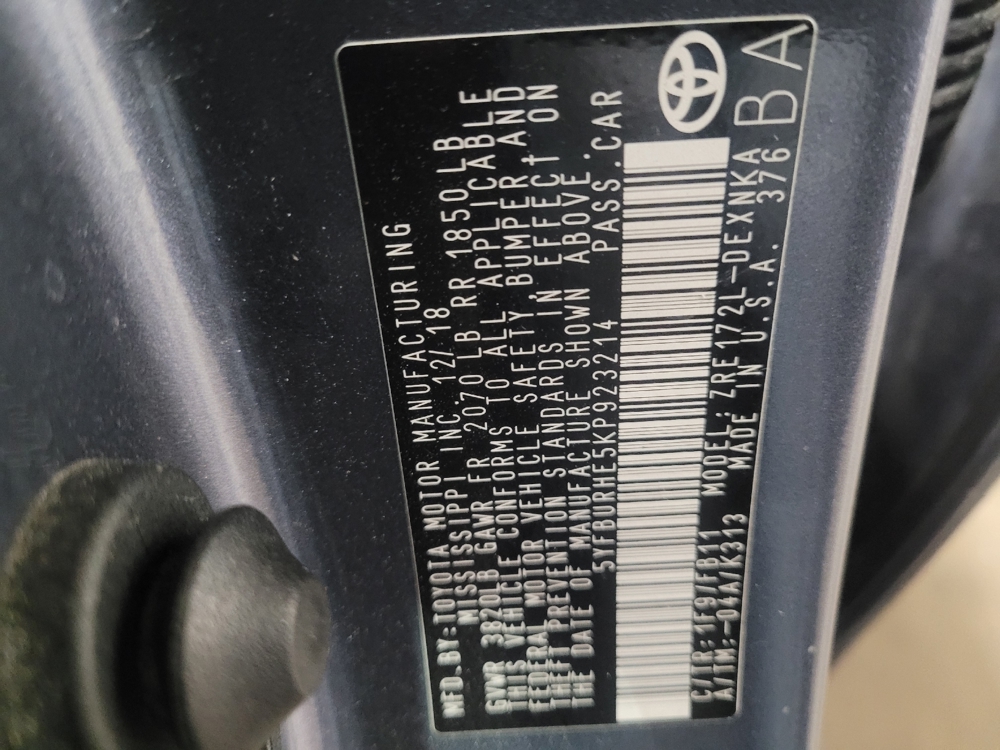 MFD.BY:TOYOTA MOTOR MANUFACTURING
MISSISSIPPI INC 12/18
GVWR 3820LB GAWR FR 2070LB RR 1850LB
THIS VEHICLE CONFORMS TO ALL APPLICABLE
FEDERAL MOTOR VEHICLE SAFETY, BUMPER, AND
THEFT PREVENTION STANDARDS IN EFFECT ON
THE DATE OF MANUFACTURE SHOWN ABOVE.
5YFBURHE5KP923214 PASS.CAR
C/TR:1F9/FB11 MODEL:ZRE172L-DEXNKA
A/TM:-04A/K313 MADE IN U.S.A. 376
BA